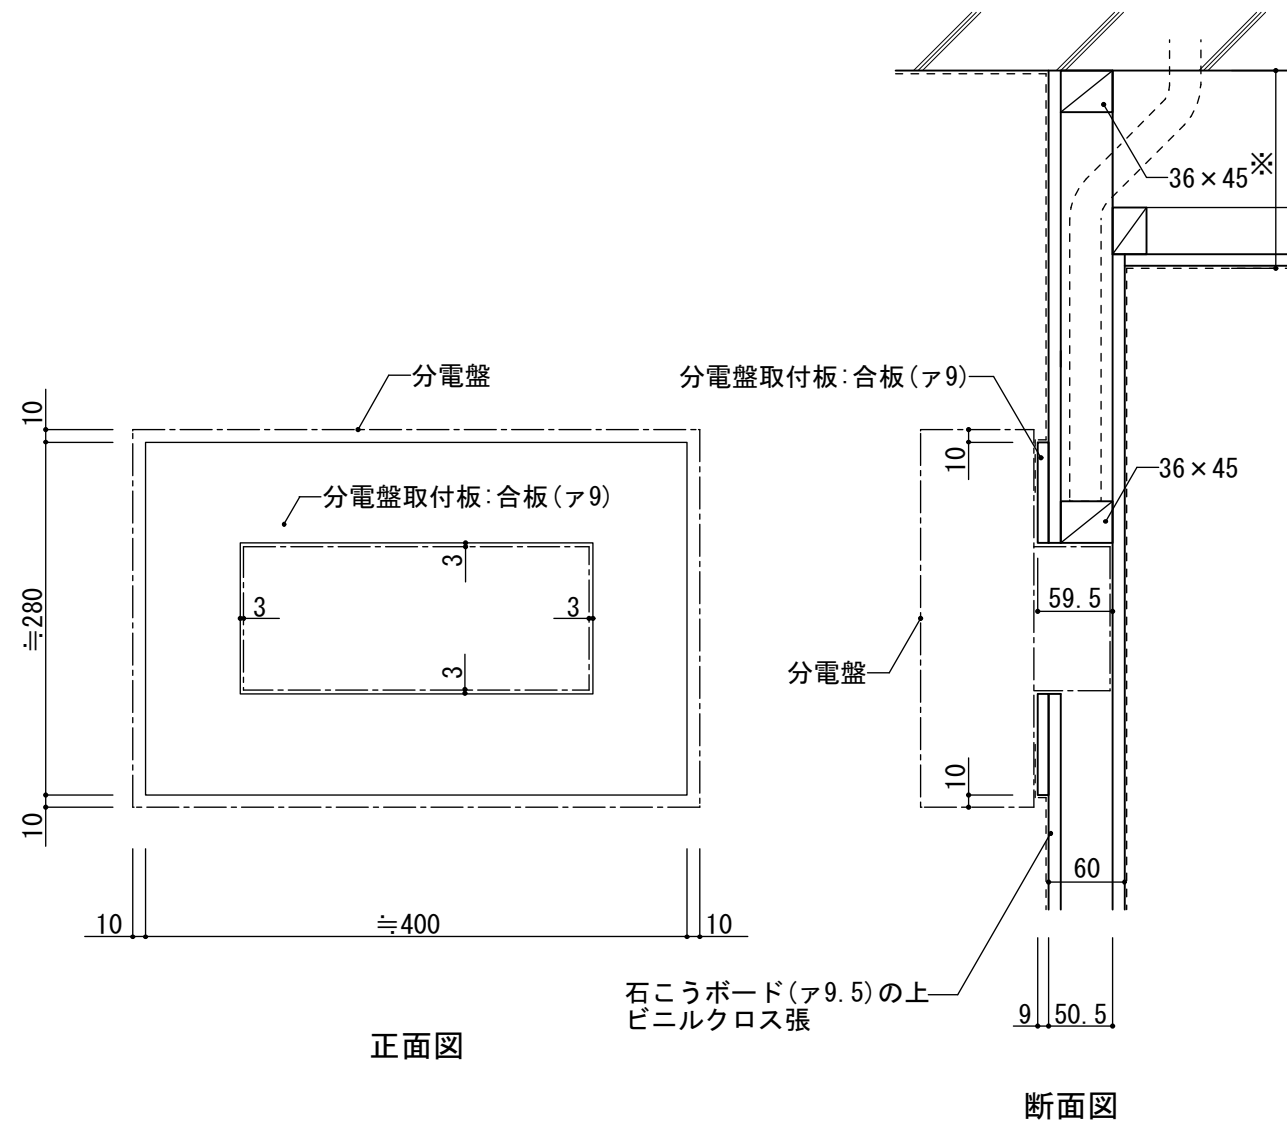 36×45※
分電盤
分電盤取付板:合板(ァ9)
10
10
36×45
分電盤取付板:合板(ァ9)
3
≒280
3
3
59.5
3
分電盤
10
10
60
10
≒400
10
石こうボード(ァ9.5)の上
ビニルクロス張
9
50.5
正面図
断面図